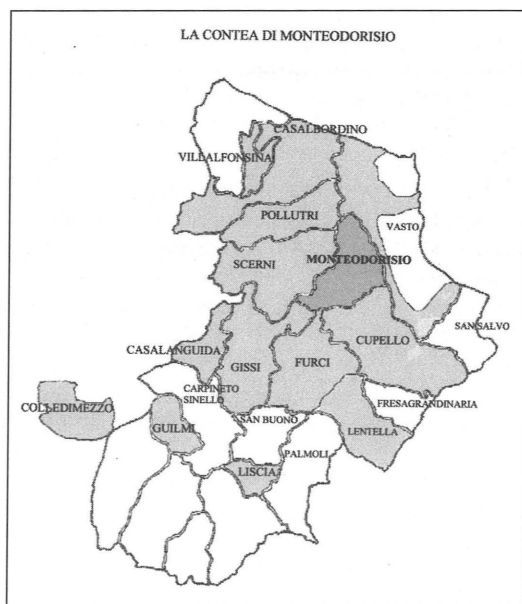 LA CONTEA DI MONTEODORISIO
CASALBORDINO
VILLALFONSINA
POLLUTRI
VASTO
SCERNI
MONTEODORISIO
SAN SALVO
CUPELLO
CASALANGUIDA
GISSI
FURCI
CARPINETO
SINELLO
FRESAGRANDINARIA
COLLEDIMEZZO
SAN BUONO
GUILMI
LENTELLA
PALMOLI
LISCIA